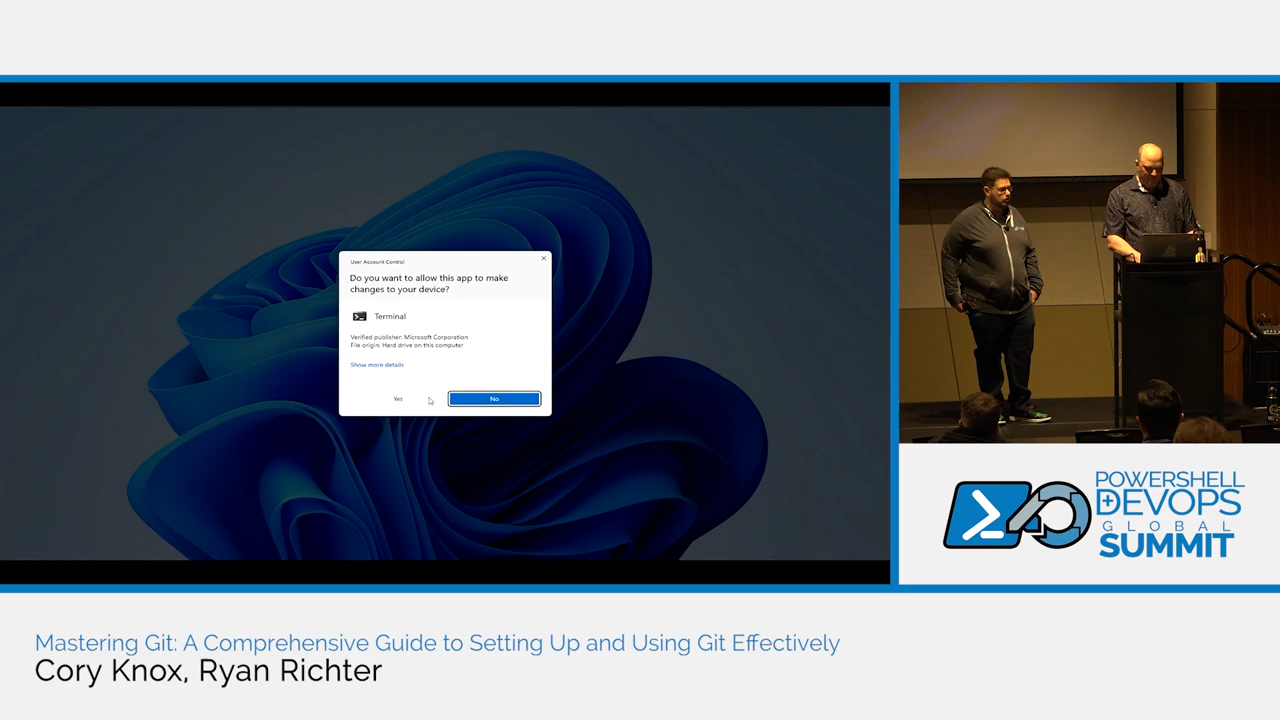 User Account Control
Do you want to allow this app to make
changes to your device?
Terminal
Verified publisher: Microsoft Corporation
File origin: Hard drive on this computer
Show more details
Yes
No
POWERSHELL
+DEVOPS
GLOBAL
SUMMIT
Mastering Git: A Comprehensive Guide to Setting Up and Using Git Effectively
Cory Knox, Ryan Richter